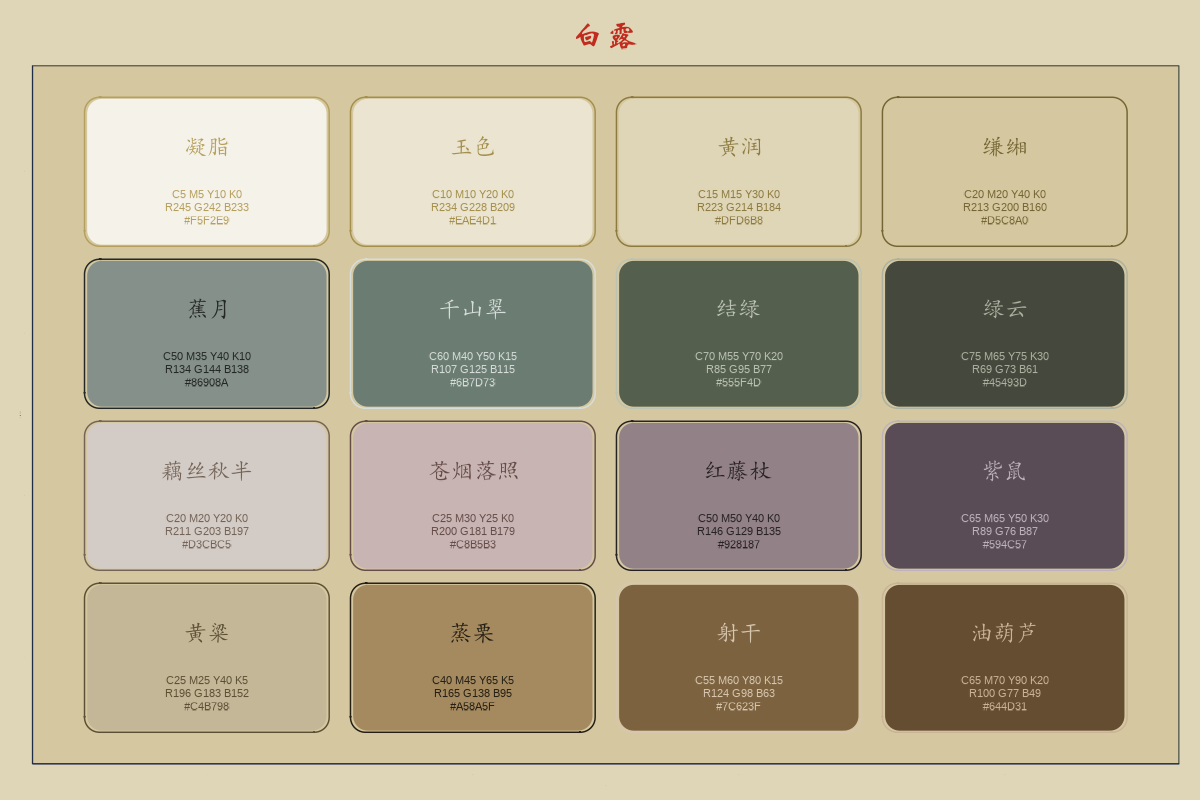 白露
凝脂
C5 M5 Y10 K0
R245 G242 B233
#F5F2E9
玉色
C10 M10 Y20 K0
R234 G228 B209
#EAE4D1
黄润
C15 M15 Y30 K0
R223 G214 B184
#DFD6B8
缣缃
C20 M20 Y40 K0
R213 G200 B160
#D5C8A0
蕉月
C50 M35 Y40 K10
R134 G144 B138
#86908A
千山翠
C60 M40 Y50 K15
R107 G125 B115
#6B7D73
结绿
C70 M55 Y70 K20
R85 G95 B77
#555F4D
绿云
C75 M65 Y75 K30
R69 G73 B61
#45493D
藕丝秋半
C20 M20 Y20 K0
R211 G203 B197
#D3CBC5
苍烟落照
C25 M30 Y25 K0
R200 G181 B179
#C8B5B3
红藤杖
C50 M50 Y40 K0
R146 G129 B135
#928187
紫鼠
C65 M65 Y50 K30
R89 G76 B87
#594C57
黄粱
C25 M25 Y40 K5
R196 G183 B152
#C4B798
蒸栗
C40 M45 Y65 K5
R165 G138 B95
#A58A5F
射干
C55 M60 Y80 K15
R124 G98 B63
#7C623F
油葫芦
C65 M70 Y90 K20
R100 G77 B49
#644D31